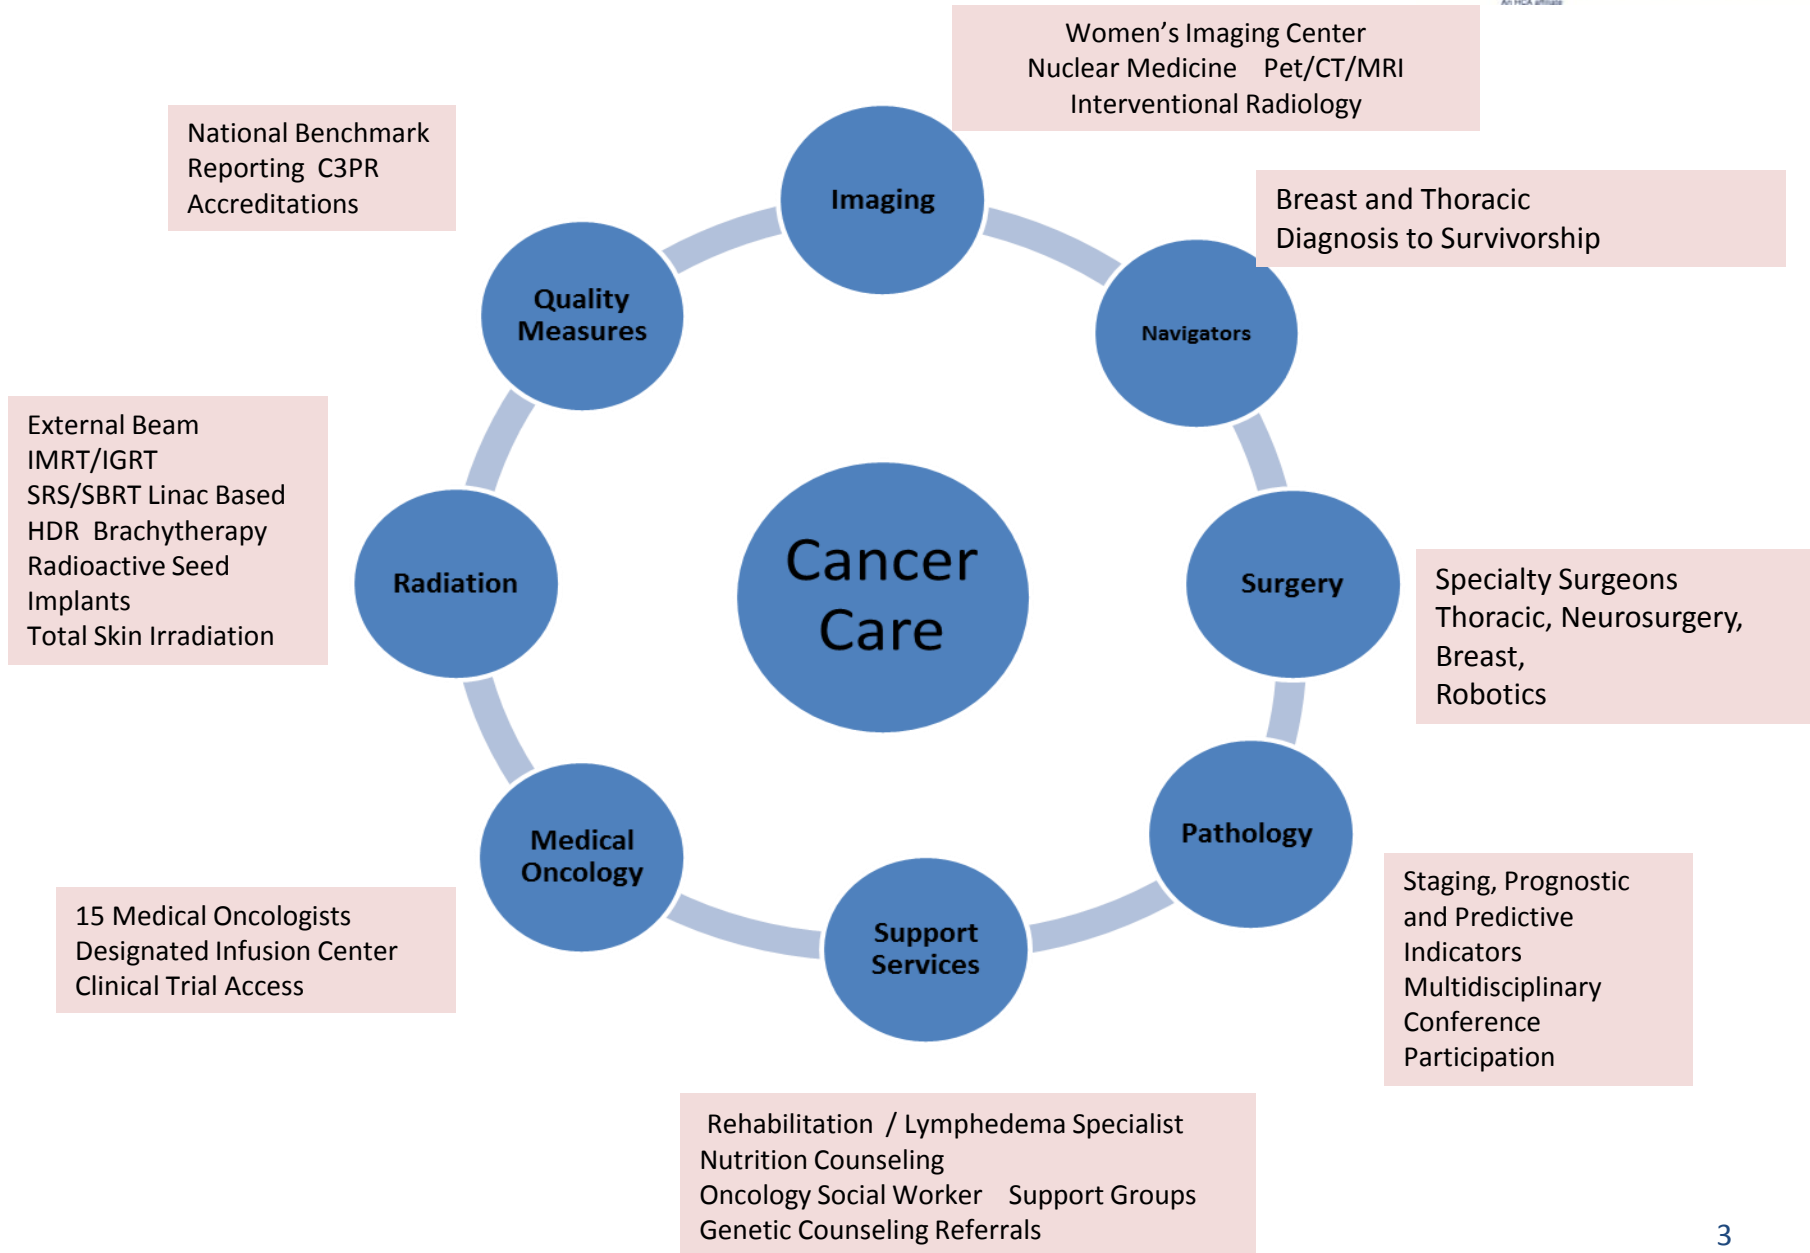 An HCA affiliate
Women's Imaging Center
Nuclear Medicine Pet/CT/MRI
Interventional Radiology
National Benchmark
Reporting C3PR
Accreditations
Imaging
Breast and Thoracic
Diagnosis to Survivorship
Quality
Measures
Navigators
External Beam
IMRT/IGRT
SRS/SBRT Linac Based
HDR Brachytherapy
Radioactive Seed
Implants
Total Skin Irradiation
Radiation
Cancer
Care
Surgery
Specialty Surgeons
Thoracic, Neurosurgery,
Breast,
Robotics
Medical
Oncology
Pathology
15 Medical Oncologists
Designated Infusion Center
Clinical Trial Access
Support
Services
Staging, Prognostic
and Predictive
Indicators
Multidisciplinary
Conference
Participation
Rehabilitation / Lymphedema Specialist
Nutrition Counseling
Oncology Social Worker Support Groups
Genetic Counseling Referrals
3